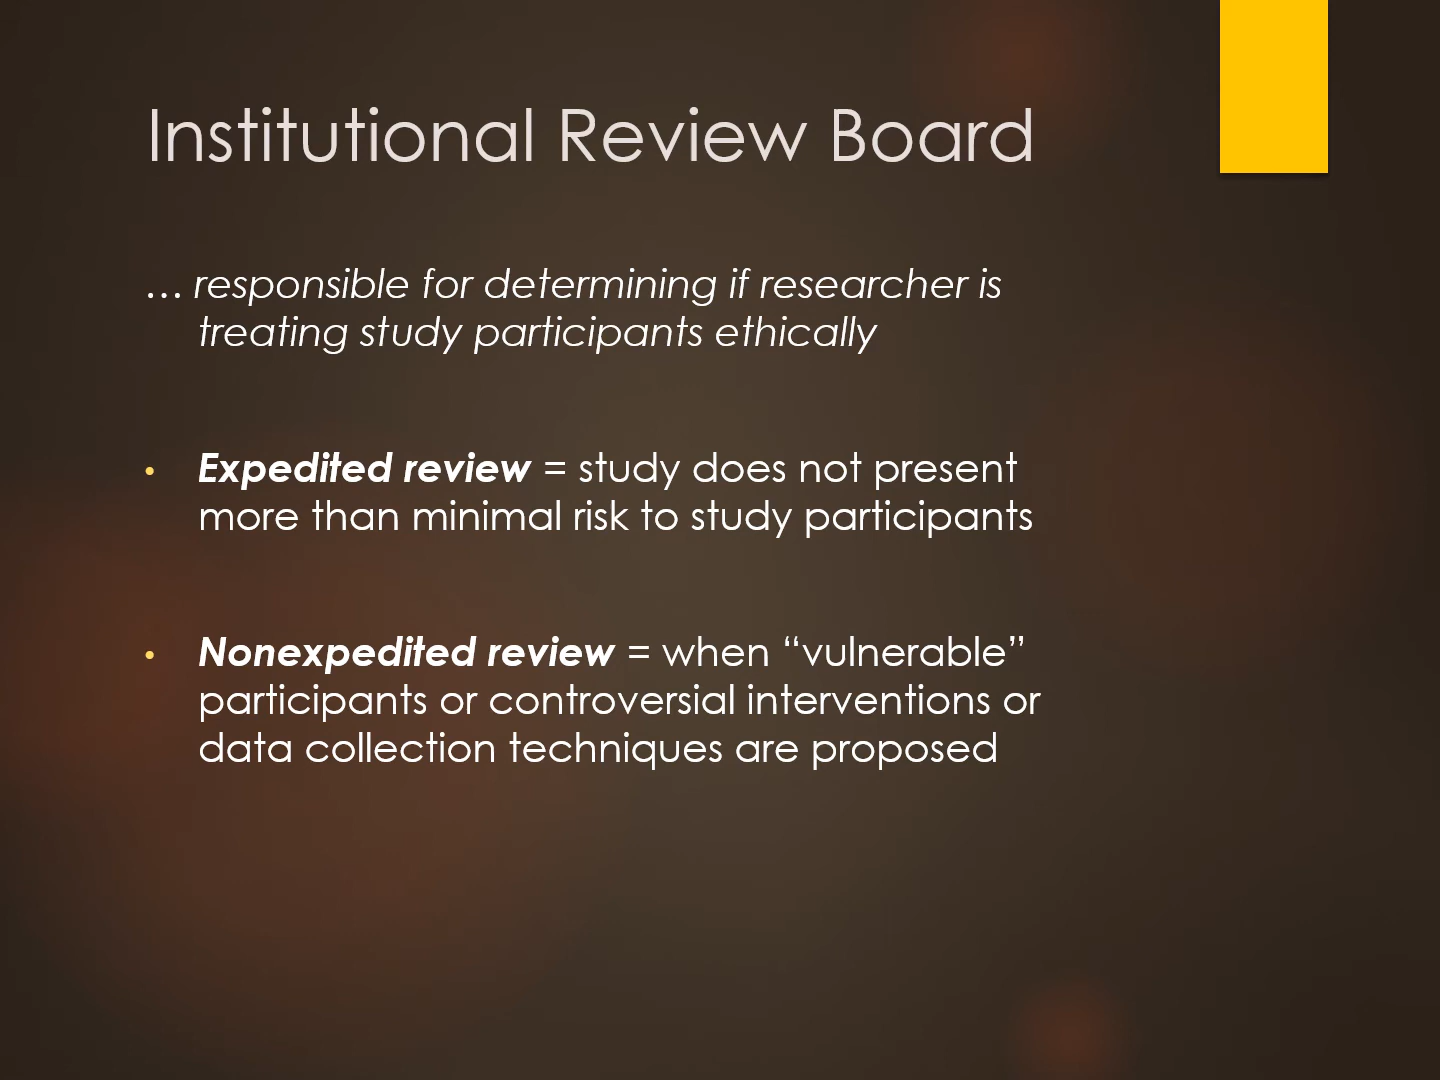 Institutional Review Board
… responsible for determining if researcher is
treating study participants ethically
• Expedited review = study does not present
more than minimal risk to study participants
• Nonexpedited review = when “vulnerable”
participants or controversial interventions or
data collection techniques are proposed